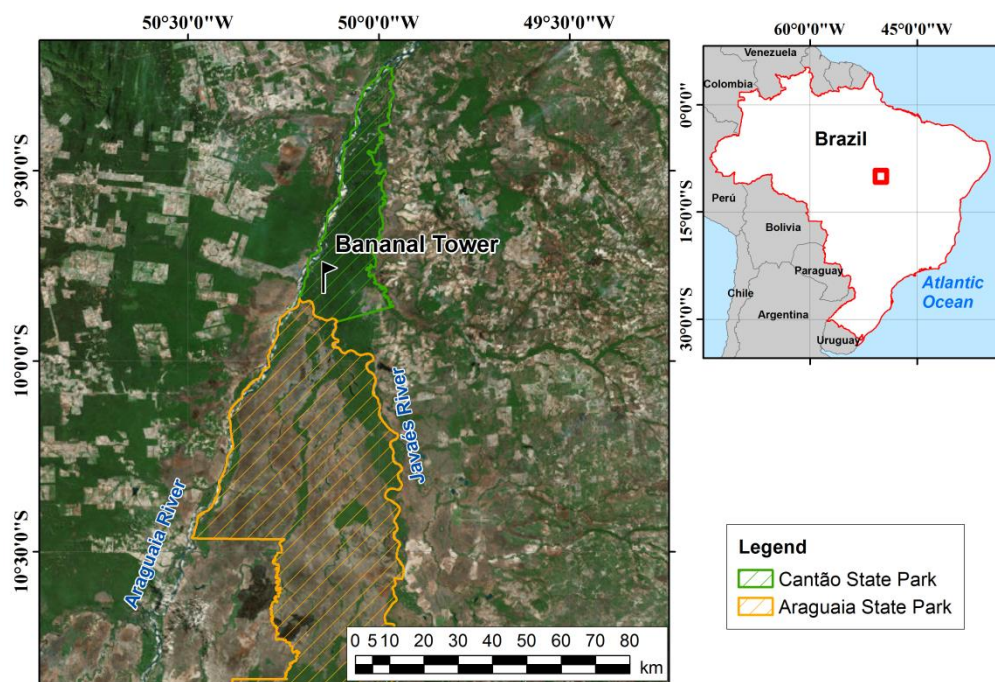 50°30'0"W
50°0'0"W
49°30'0"W
9°30'0"S
10°0'0"S
10°30'0"S
Bananal Tower
Javaés River
Araguaia River
0 5 10 20 30 40 50 60 70 80
km
60°0'0"W
45°0'0"W
0°0'0"
15°0'0"S
30°0'0"S
Venezuela
Colombia
Brazil
Perú
Bolivia
Paraguay
Chile
Argentina
Uruguay
Atlantic
Ocean
Legend
Cantão State Park
Araguaia State Park